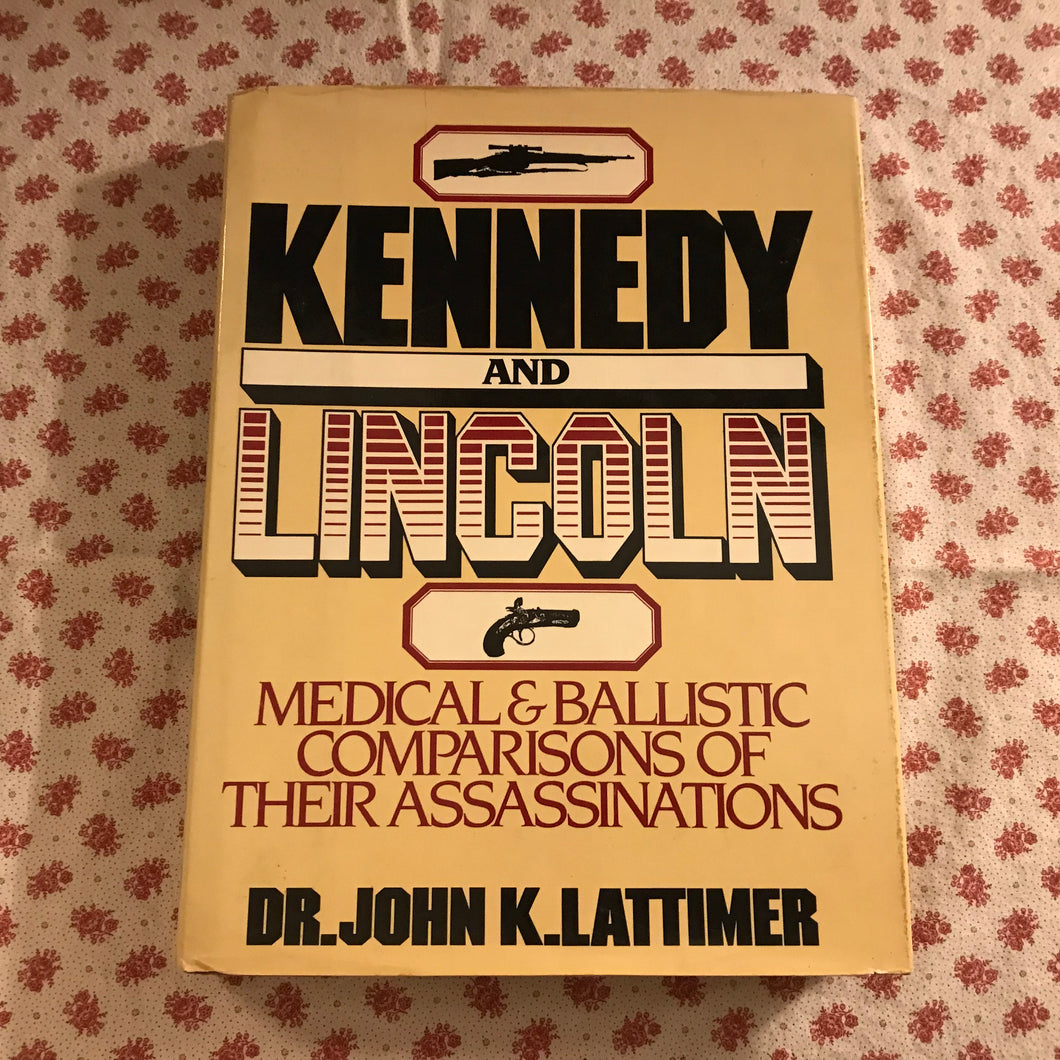 KENNEDY
AND
LINCOLN
MEDICAL & BALLISTIC
COMPARISONS OF
THEIR ASSASSINATIONS
DR. JOHN K. LATTIMER